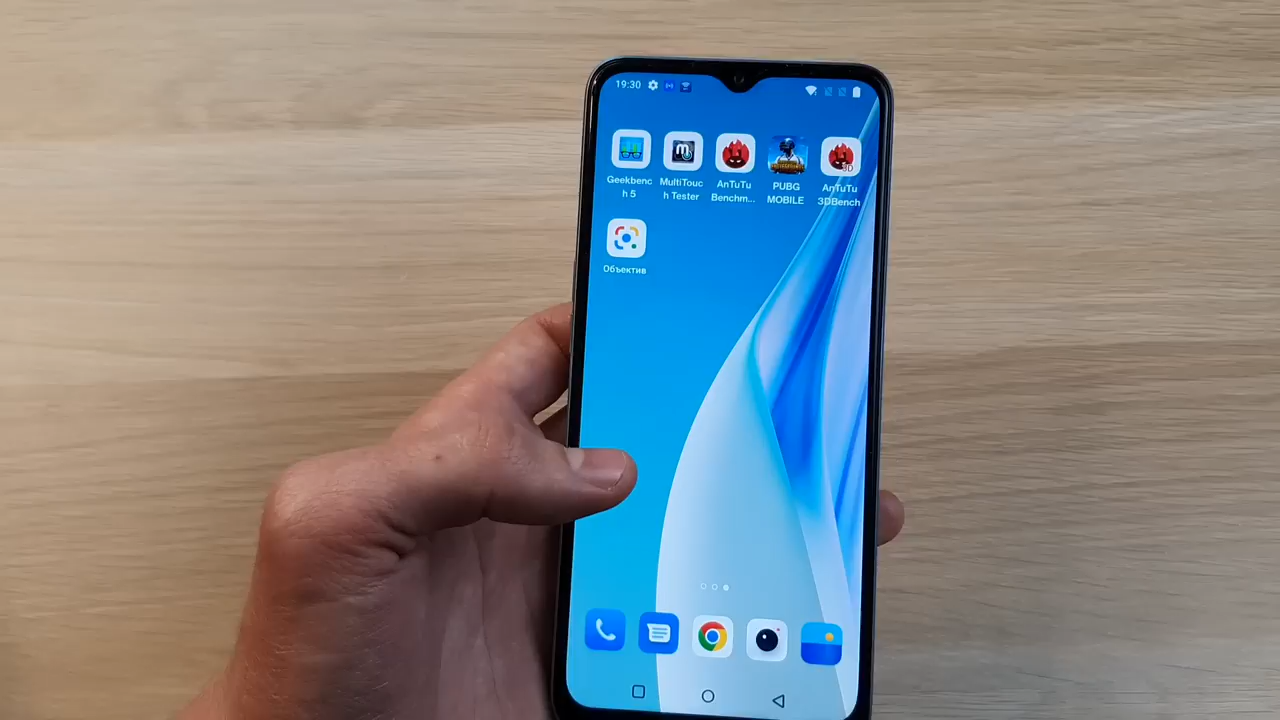 19:30
Geekbenc
h 5
MultiTouc
h Tester
AnTuTu
Benchm...
PUBG
MOBILE
AnTuTu
3DBench
Объектив